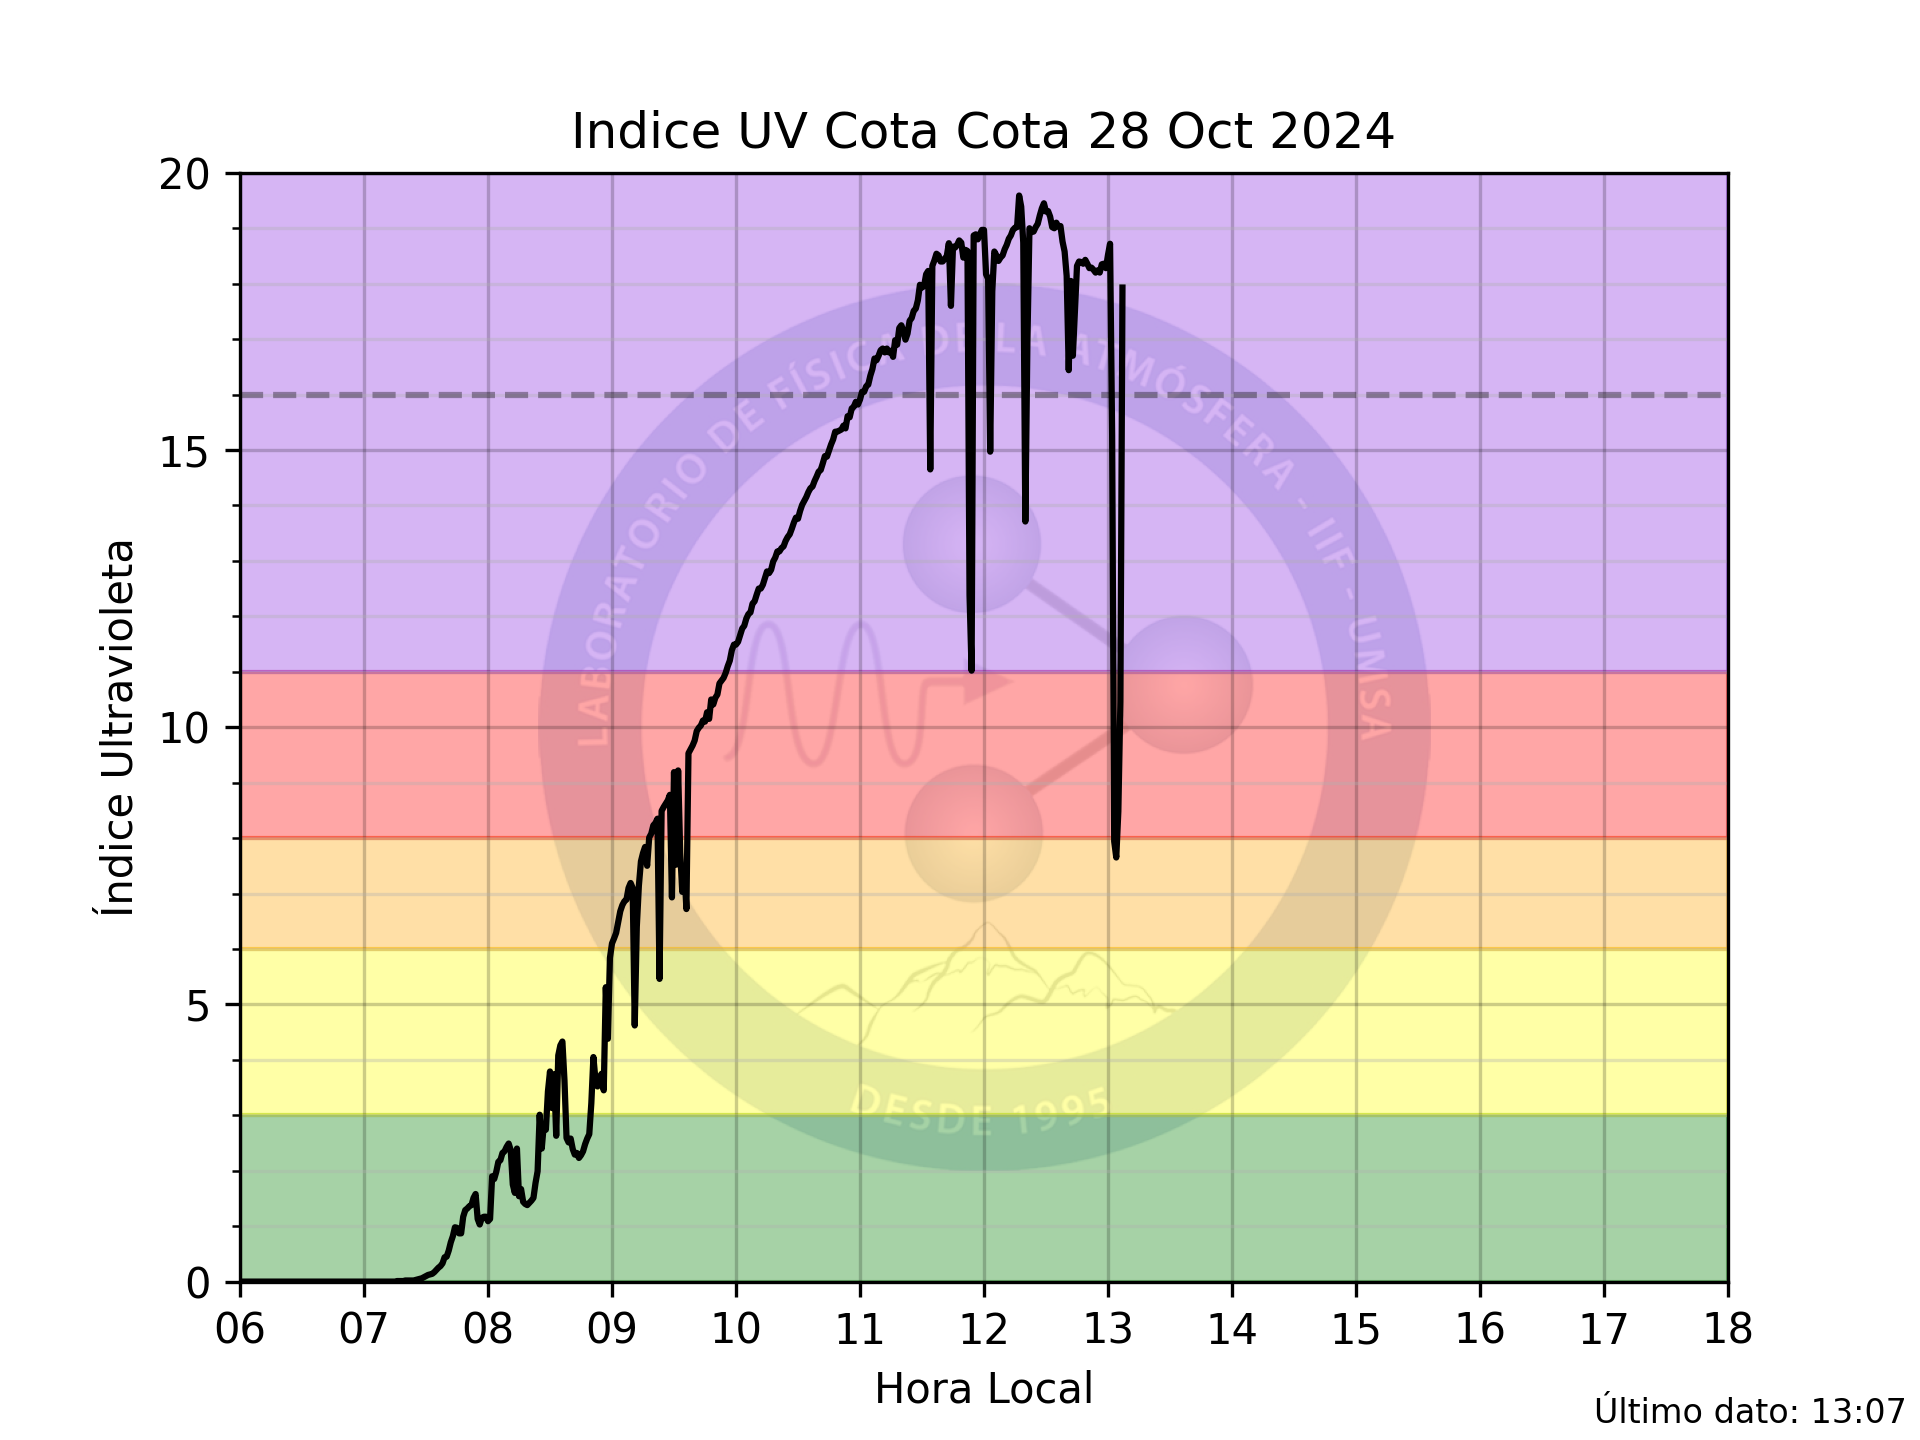 Indice UV Cota Cota 28 Oct 2024
20
15
10
5
0
Índice Ultravioleta
06 07 08 09 10 11 12 13 14 15 16 17 18
Hora Local
Último dato: 13:07
LABORATORIO DE FÍSICA DE LA ATMÓSFERA - IIF - UMSA
DESDE 1995